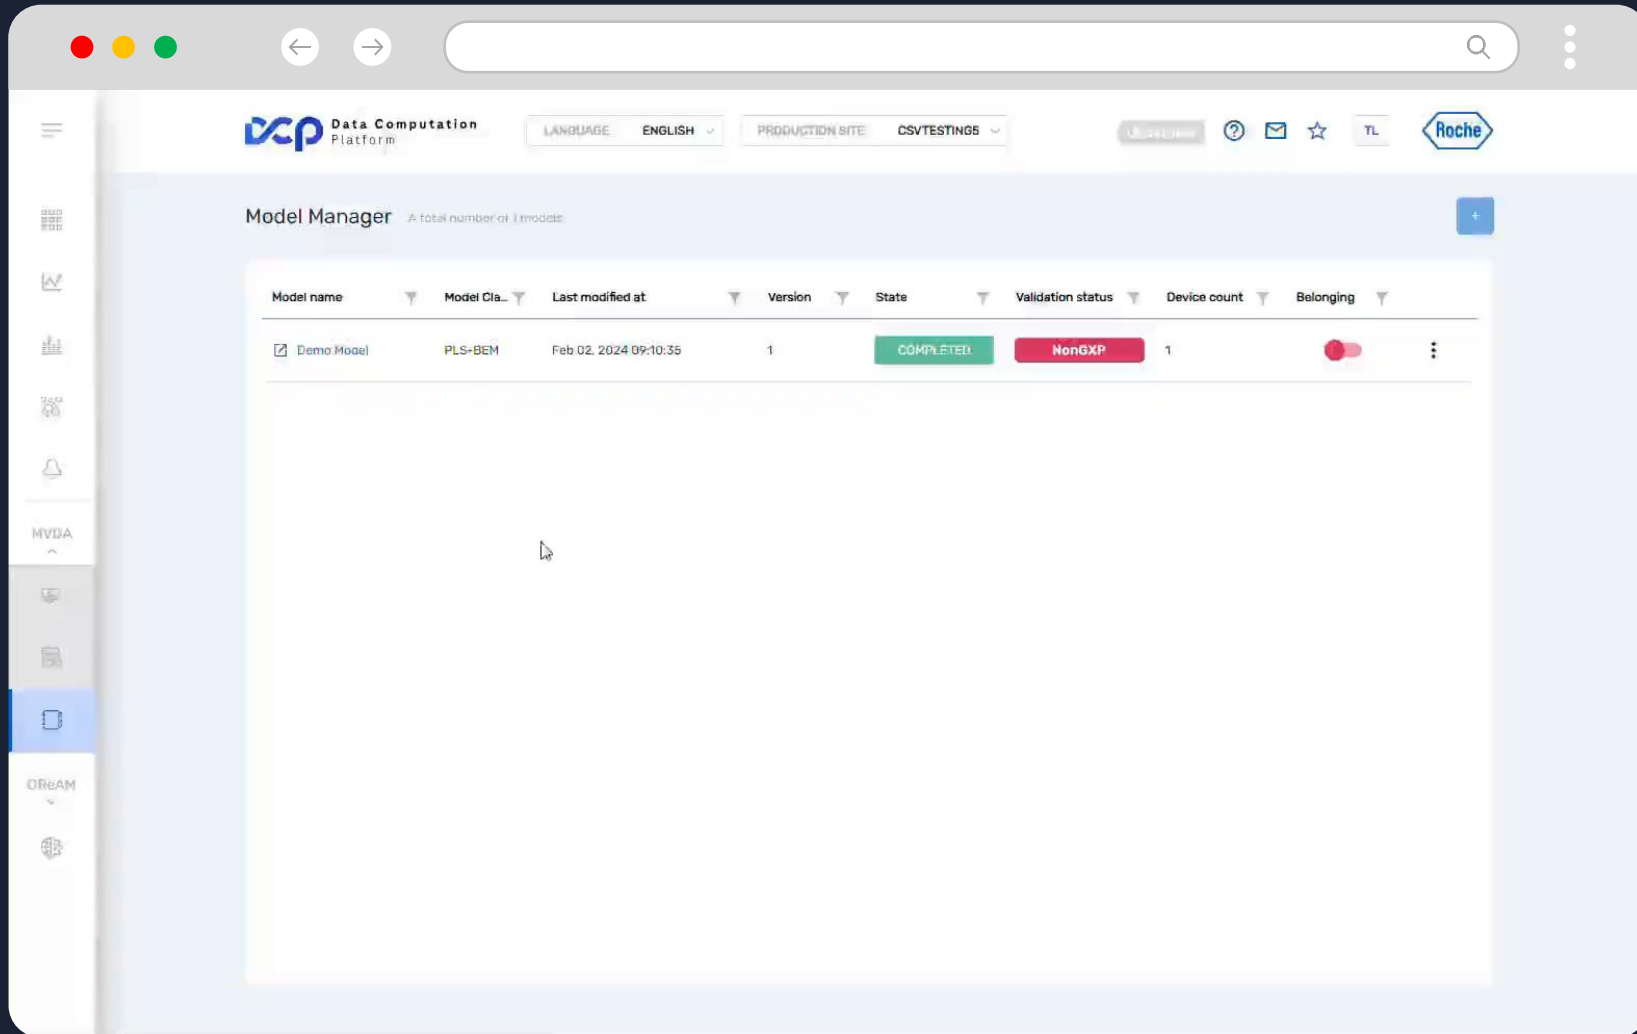 DCP Data Computation
Platform
LANGUAGE ENGLISH
PRODUCTION SITE CSVTESTING5
TL
Roche
Model Manager A total number of 1 models
+
Model name Model Cla... Last modified at Version State Validation status Device count Belonging
Demo Model PLS-BEM Feb 02, 2024 09:10:35 1 COMPLETED NonGXP 1
MVDA
OReAM